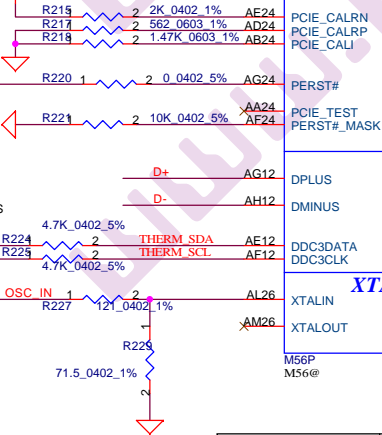 R215 2K_0402_1% AE24 PCIE_CALRN
R217 562_0603_1% AD24 PCIE_CALRP
R218 1.47K_0603_1% AB24 PCIE_CALI
R220 1 2 0_0402_5% AG24 PERST#
AA24 PCIE_TEST
R221 1 2 10K_0402_5% AF24 PERST#_MASK
D+ AG12 DPLUS
D- AH12 DMINUS
S
4.7K_0402_5%
R224 2 THERM_SDA AE12 DDC3DATA
R225 2 THERM_SCL AF12 DDC3CLK
4.7K_0402_5%
XTA
OSC_IN 1 2 AL26 XTALIN
R227 121_0402_1%
AM26 XTALOUT
1
R229
71.5_0402_1%
2
M56P
M56@